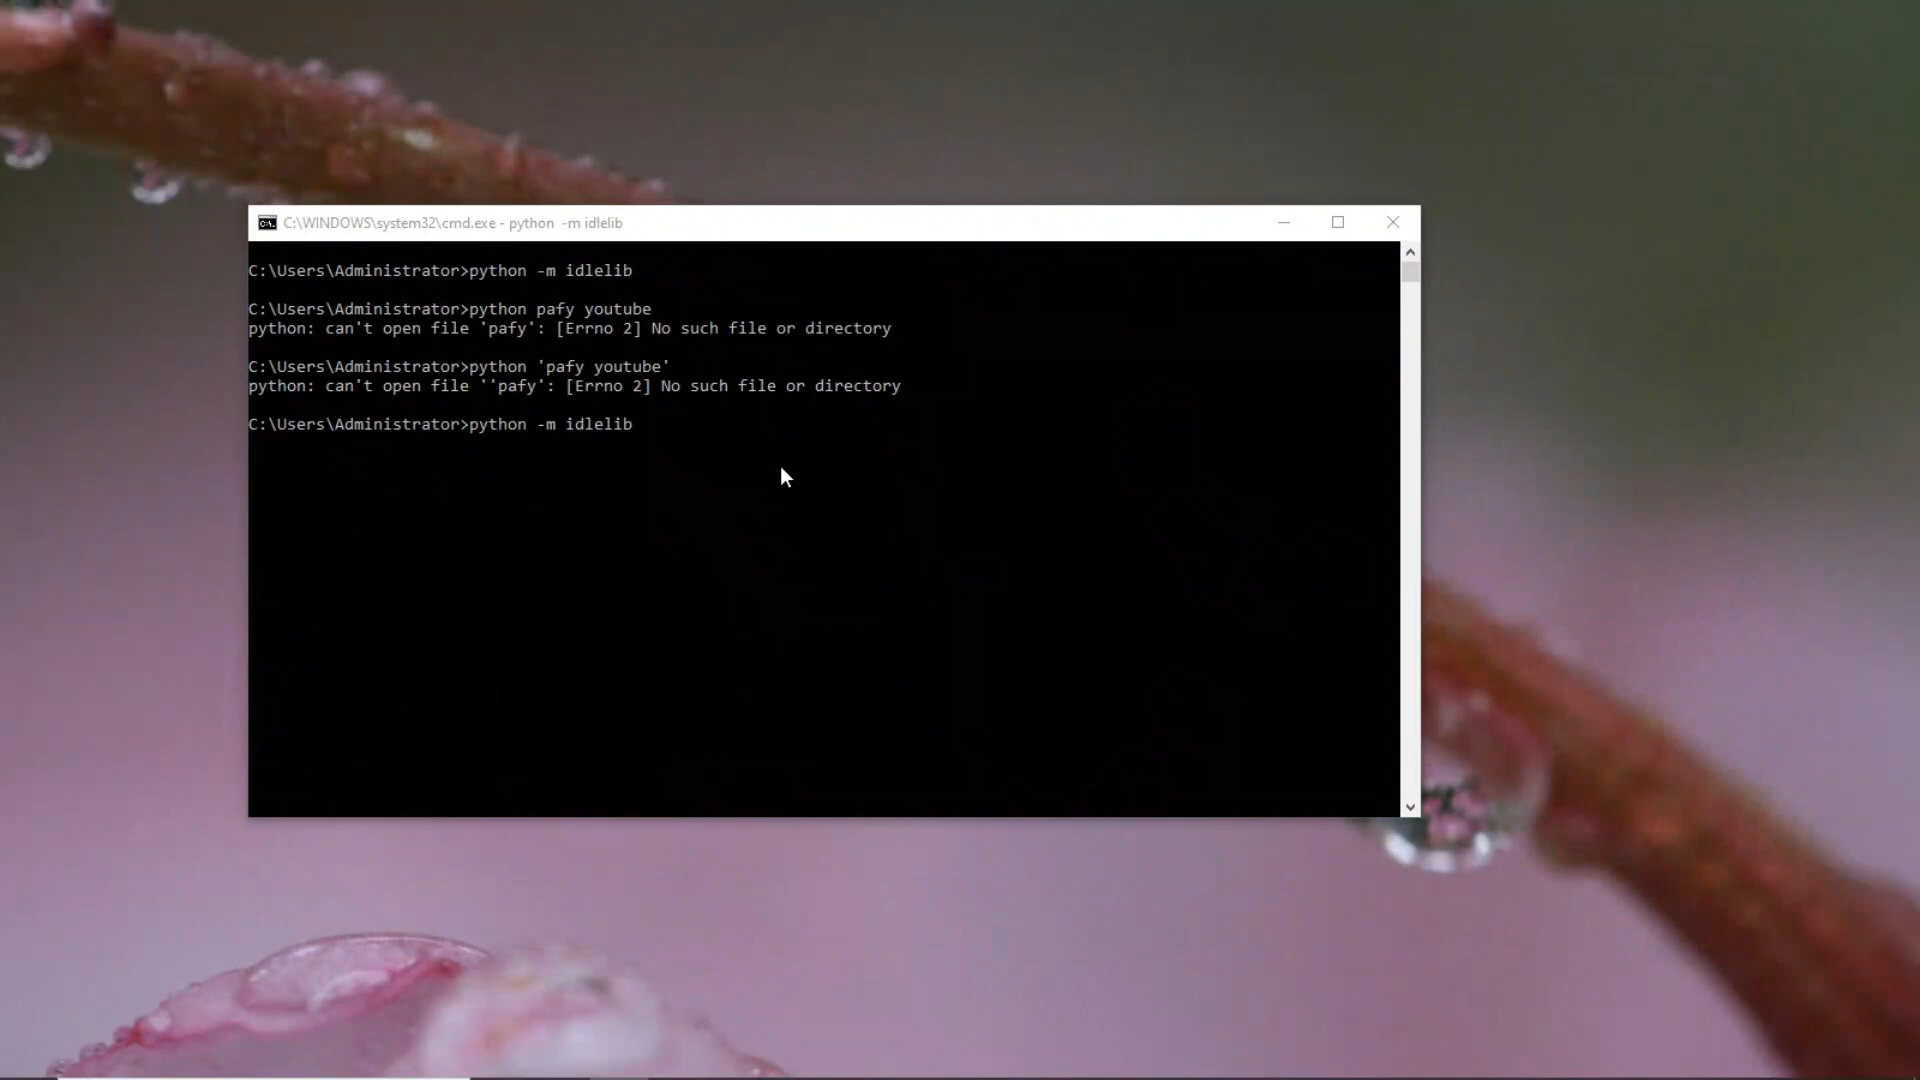 C:\WINDOWS\system32\cmd.exe - python  -m idlelib
C:\Users\Administrator>python -m idlelib
C:\Users\Administrator>python pafy youtube
python: can't open file 'pafy': [Errno 2] No such file or directory
C:\Users\Administrator>python 'pafy youtube'
python: can't open file ''pafy': [Errno 2] No such file or directory
C:\Users\Administrator>python -m idlelib